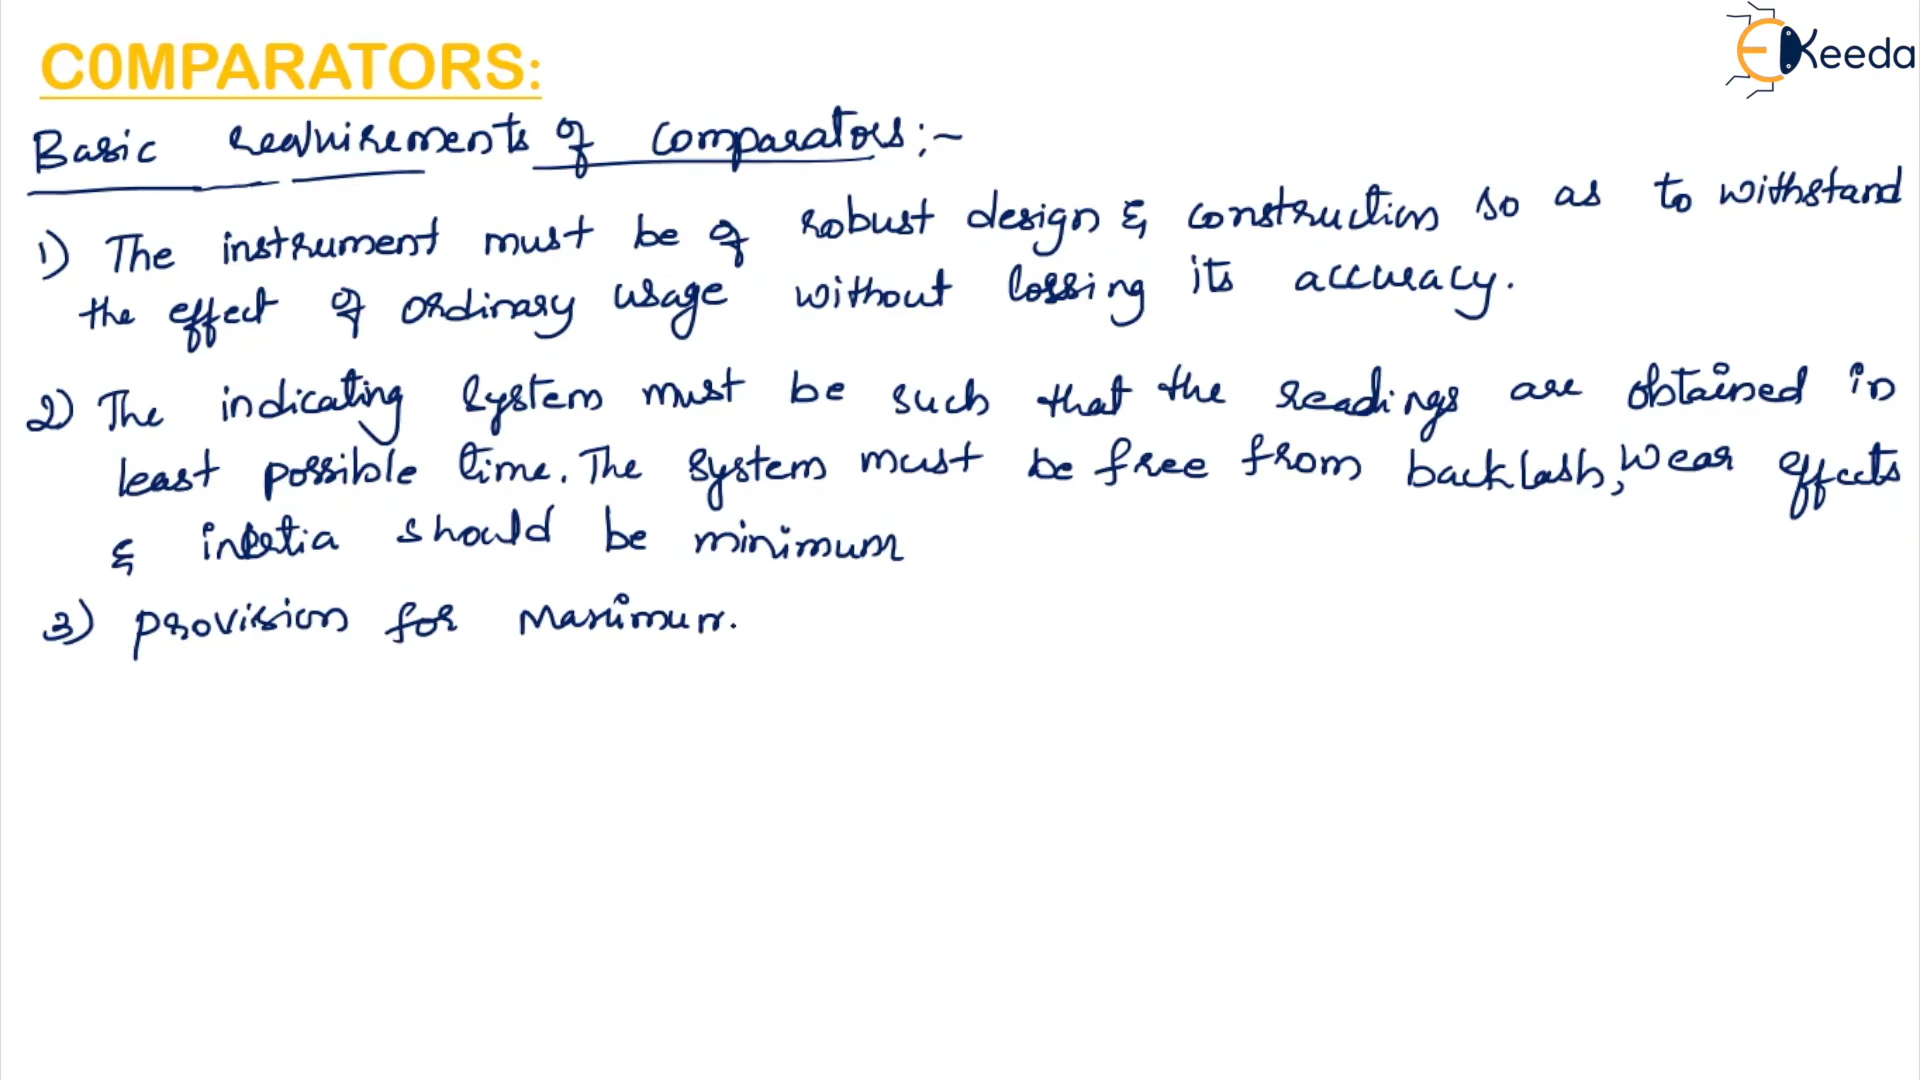 C0MPARATORS:
EKeeda
Basic requirements of comparators:-
1) The instrument must be of robust design & construction so as to withstand
the effect of ordinary usage without lossing its accuracy.
2) The indicating system must be such that the readings are obtained in
least possible time. The system must be free from backlash, wear effects
& inertia should be minimum
3) provision for Maximum.